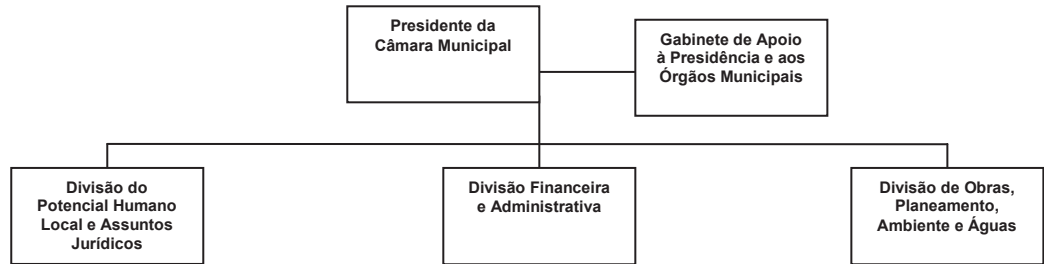 Presidente da
Câmara Municipal
Gabinete de Apoio
à Presidência e aos
Órgãos Municipais
Divisão do
Potencial Humano
Local e Assuntos
Jurídicos
Divisão Financeira
e Administrativa
Divisão de Obras,
Planeamento,
Ambiente e Águas